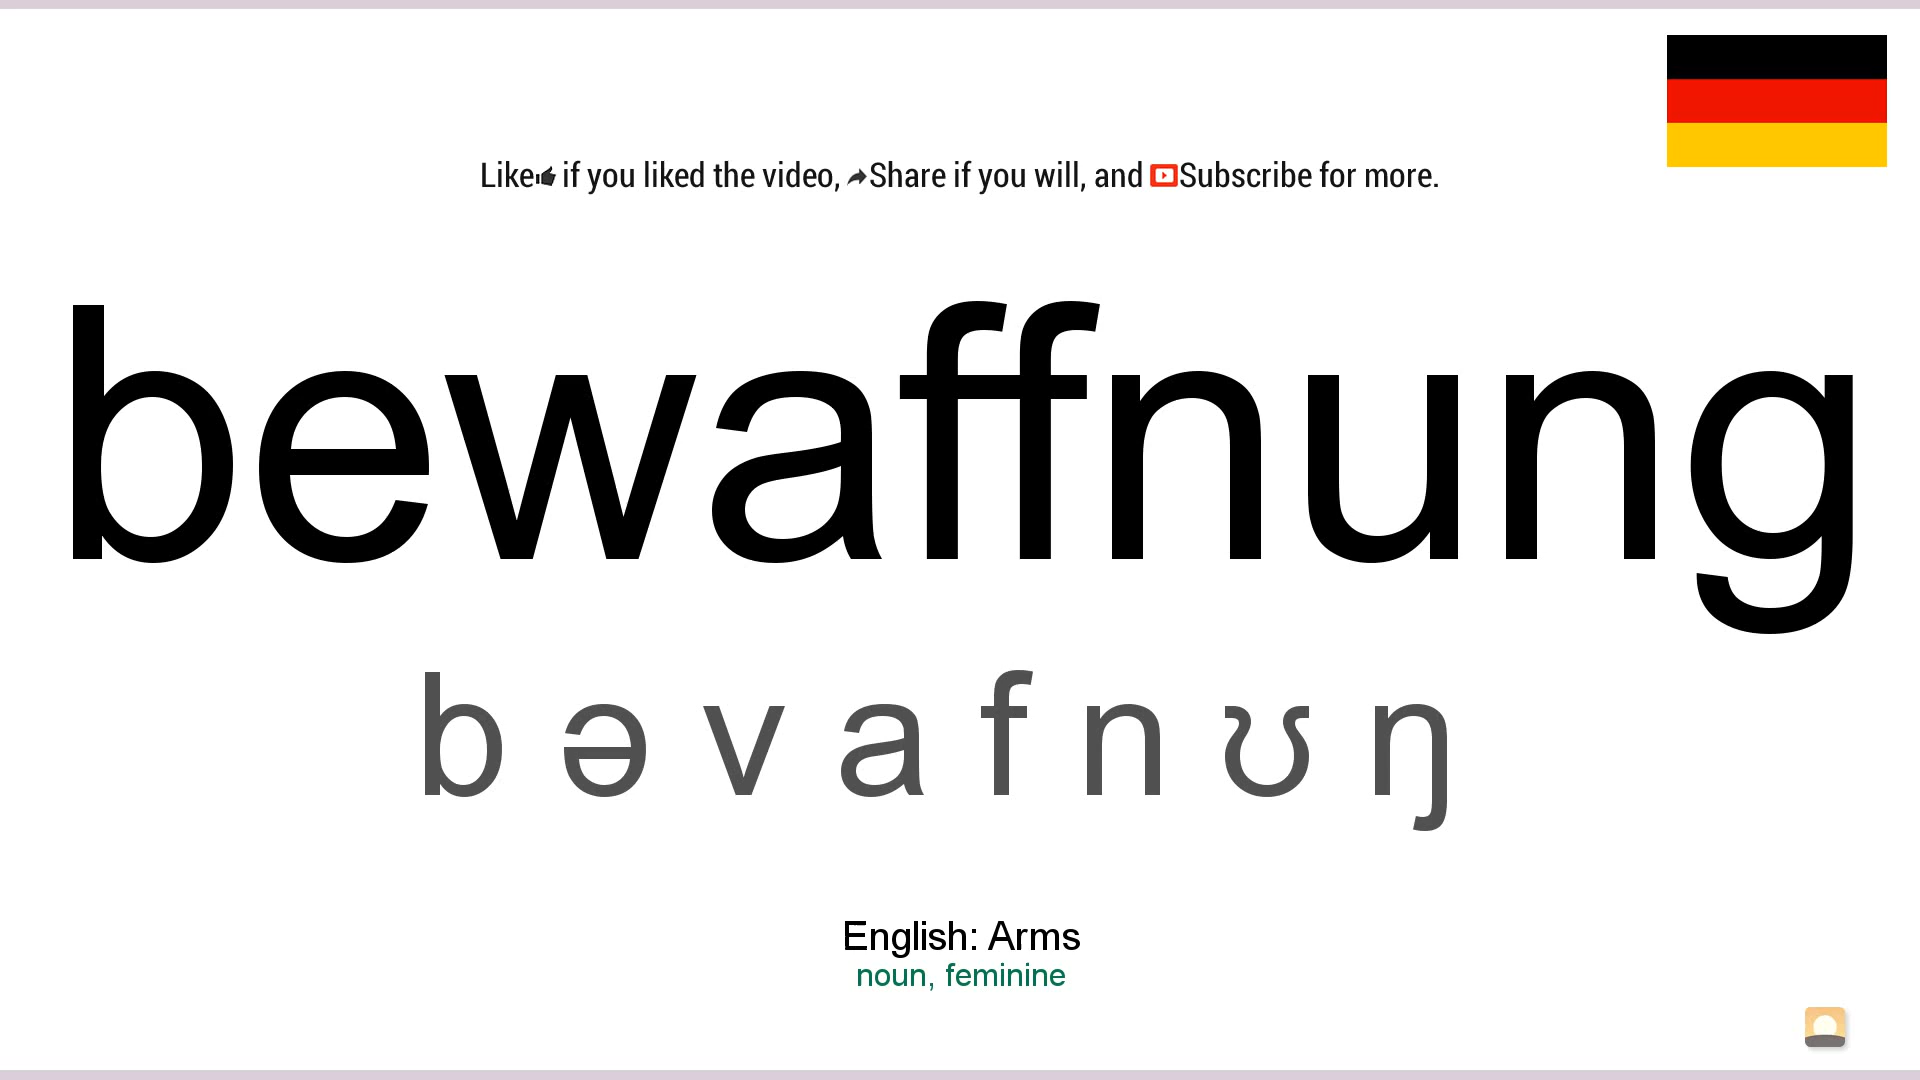 Like if you liked the video, Share if you will, and Subscribe for more.
bewaffnung
b ə v a f n ʊ ŋ
English: Arms
noun, feminine